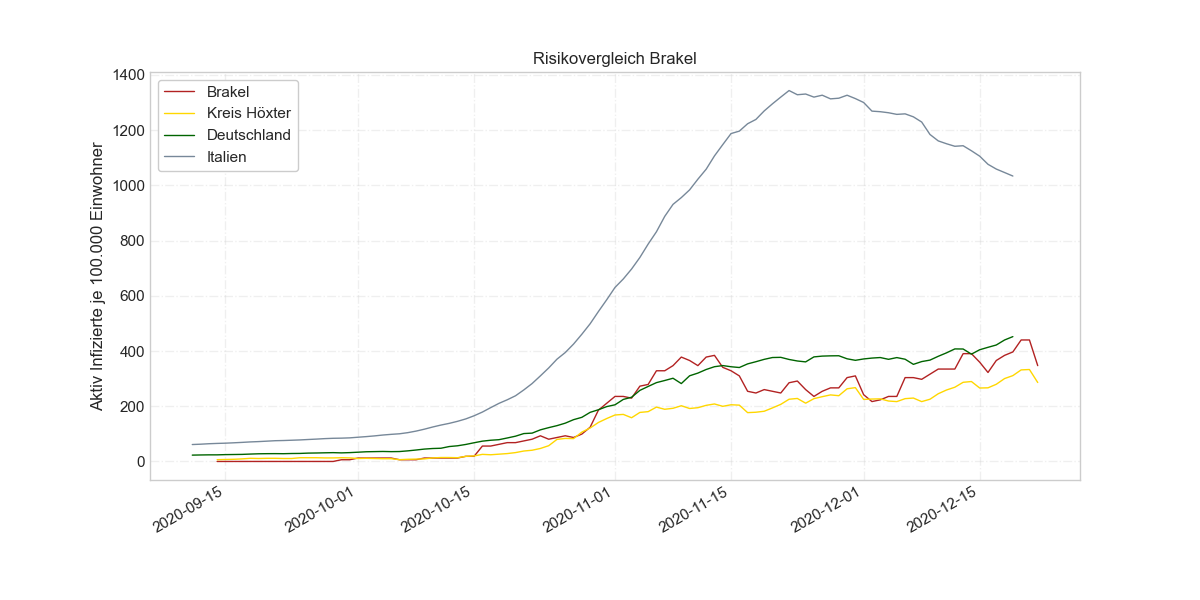 Risikovergleich Brakel
Aktiv Infizierte je 100.000 Einwohner
1400
1200
1000
800
600
400
200
0
Brakel
Kreis Höxter
Deutschland
Italien
2020-09-15
2020-10-01
2020-10-15
2020-11-01
2020-11-15
2020-12-01
2020-12-15